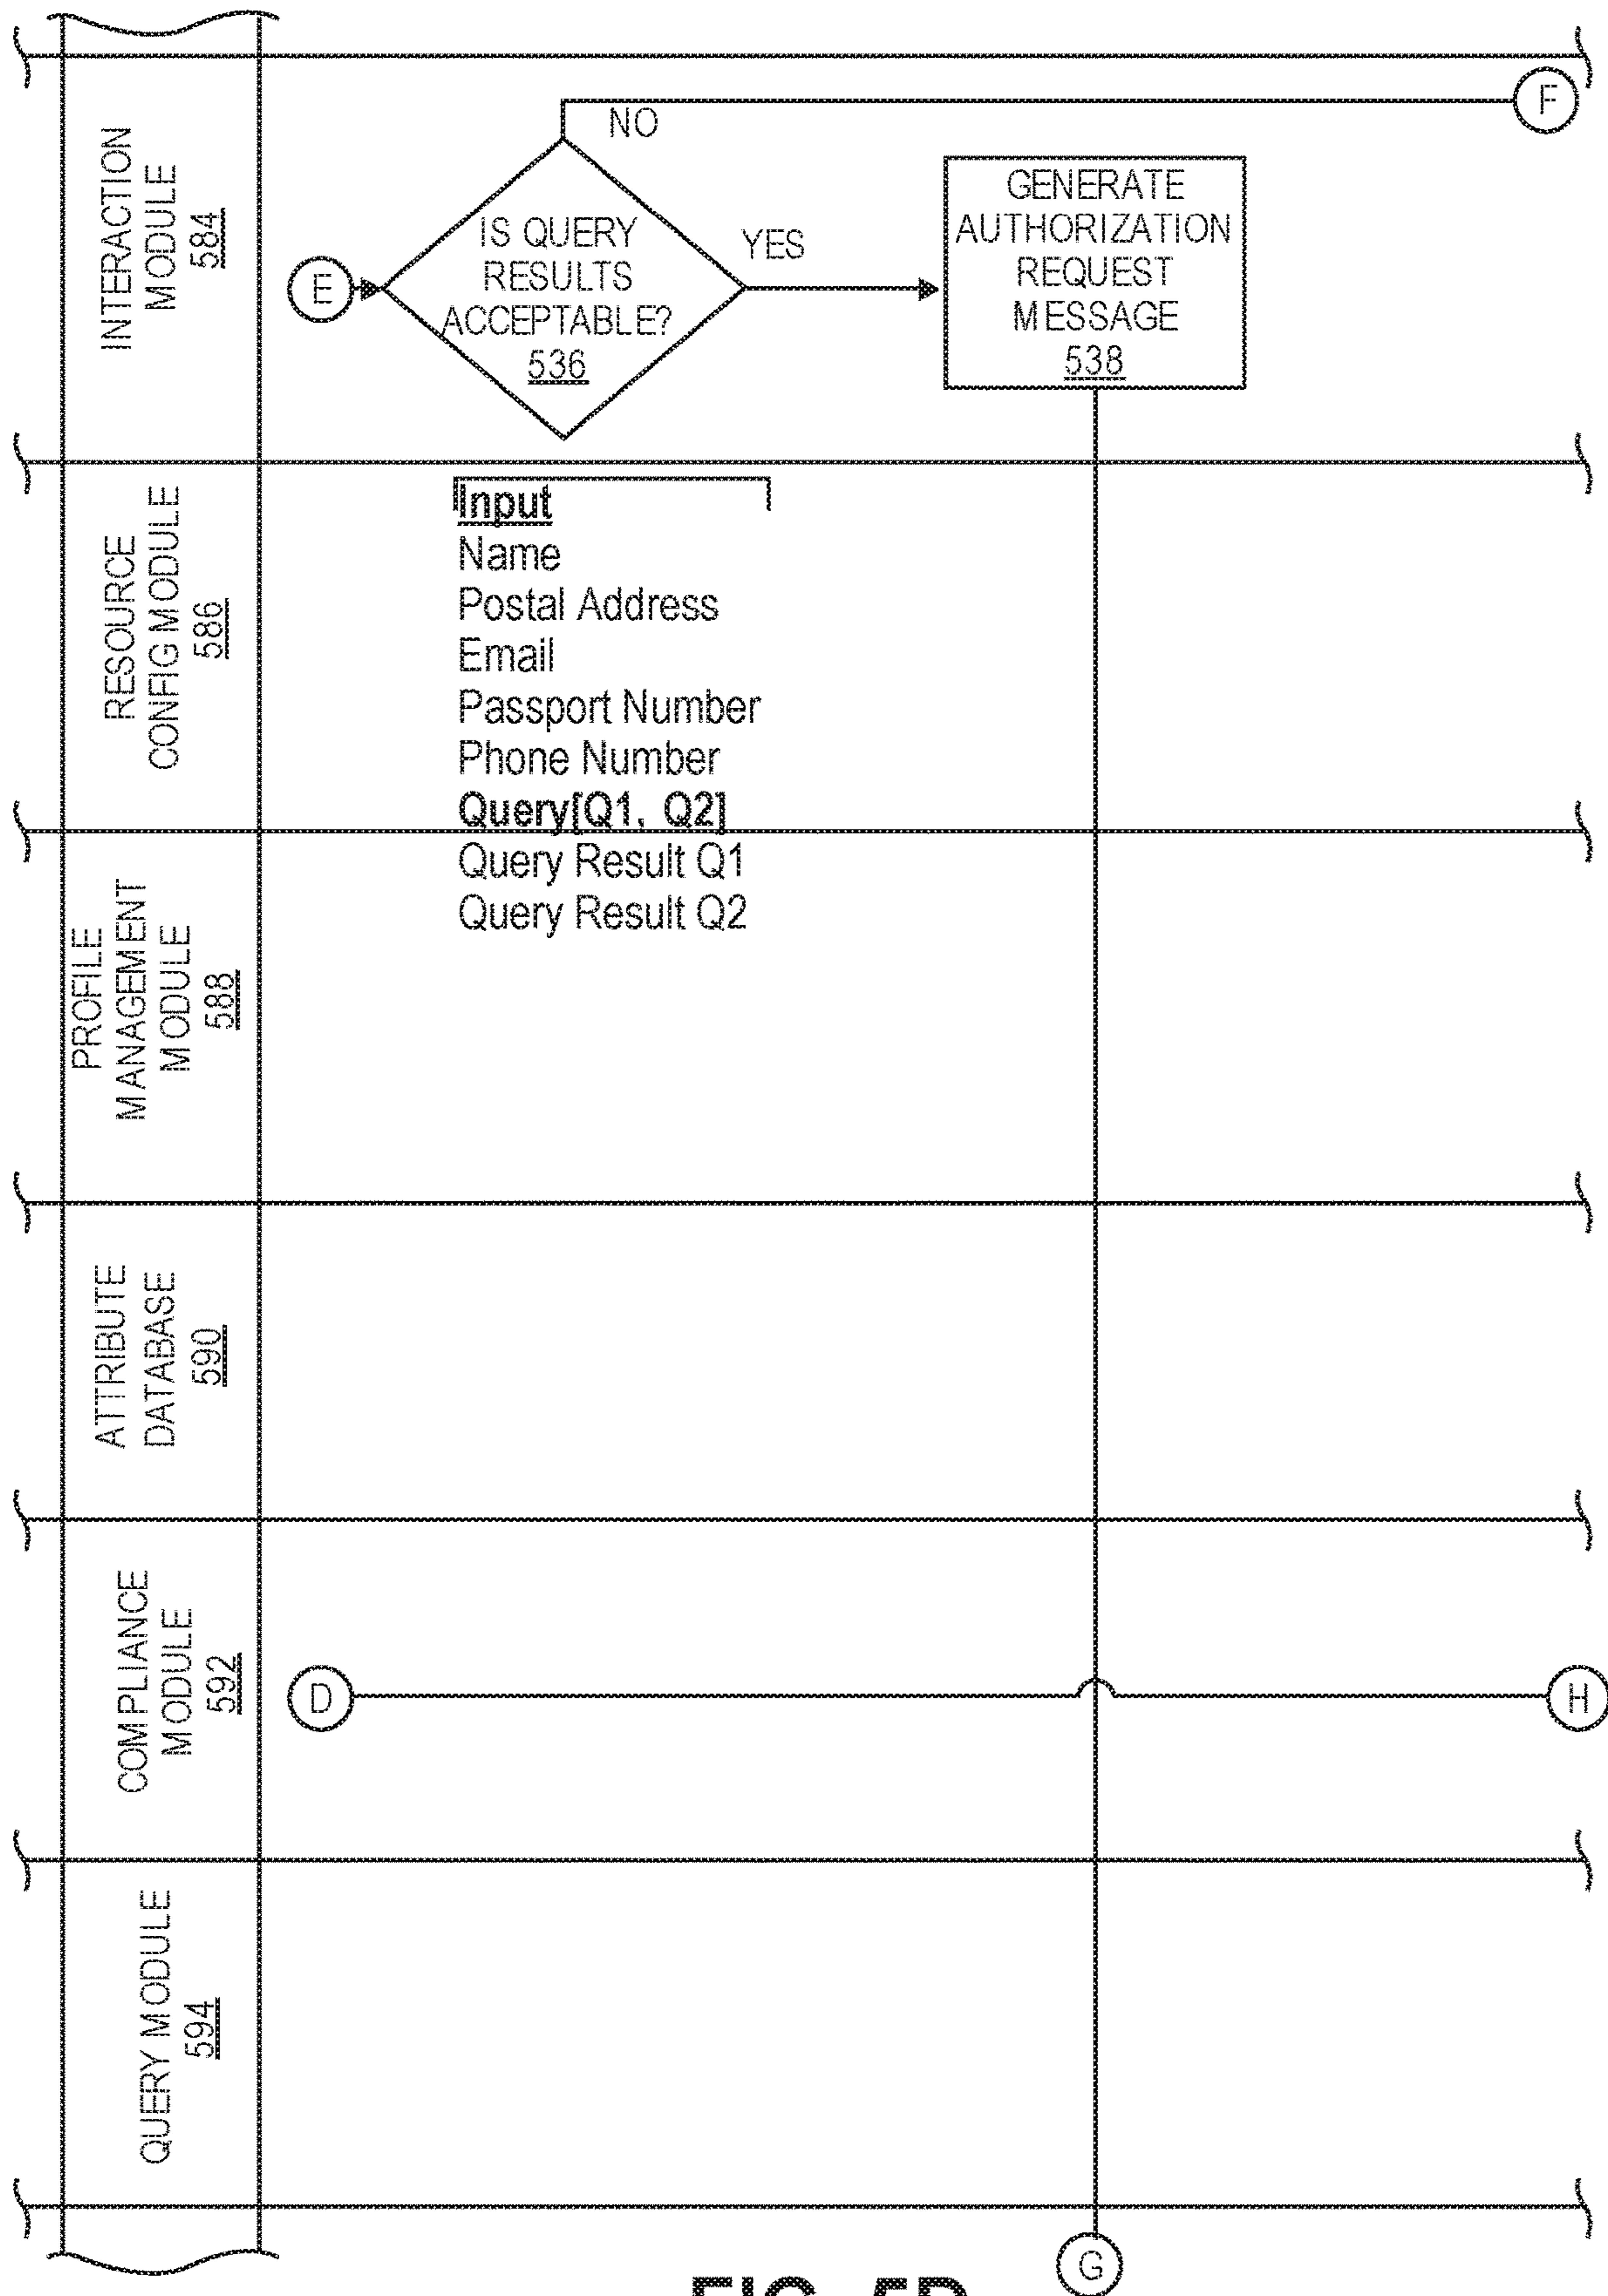 INTERACTION
MODULE
584
E
IS QUERY
RESULTS
ACCEPTABLE?
536
NO
YES
GENERATE
AUTHORIZATION
REQUEST
MESSAGE
538
F
RESOURCE
CONFIG MODULE
586
Input
Name
Postal Address
Email
Passport Number
Phone Number
Query[Q1, Q2]
Query Result Q1
Query Result Q2
PROFILE
MANAGEMENT
MODULE
588
ATTRIBUTE
DATABASE
590
COMPLIANCE
MODULE
592
D
H
QUERY MODULE
594
G